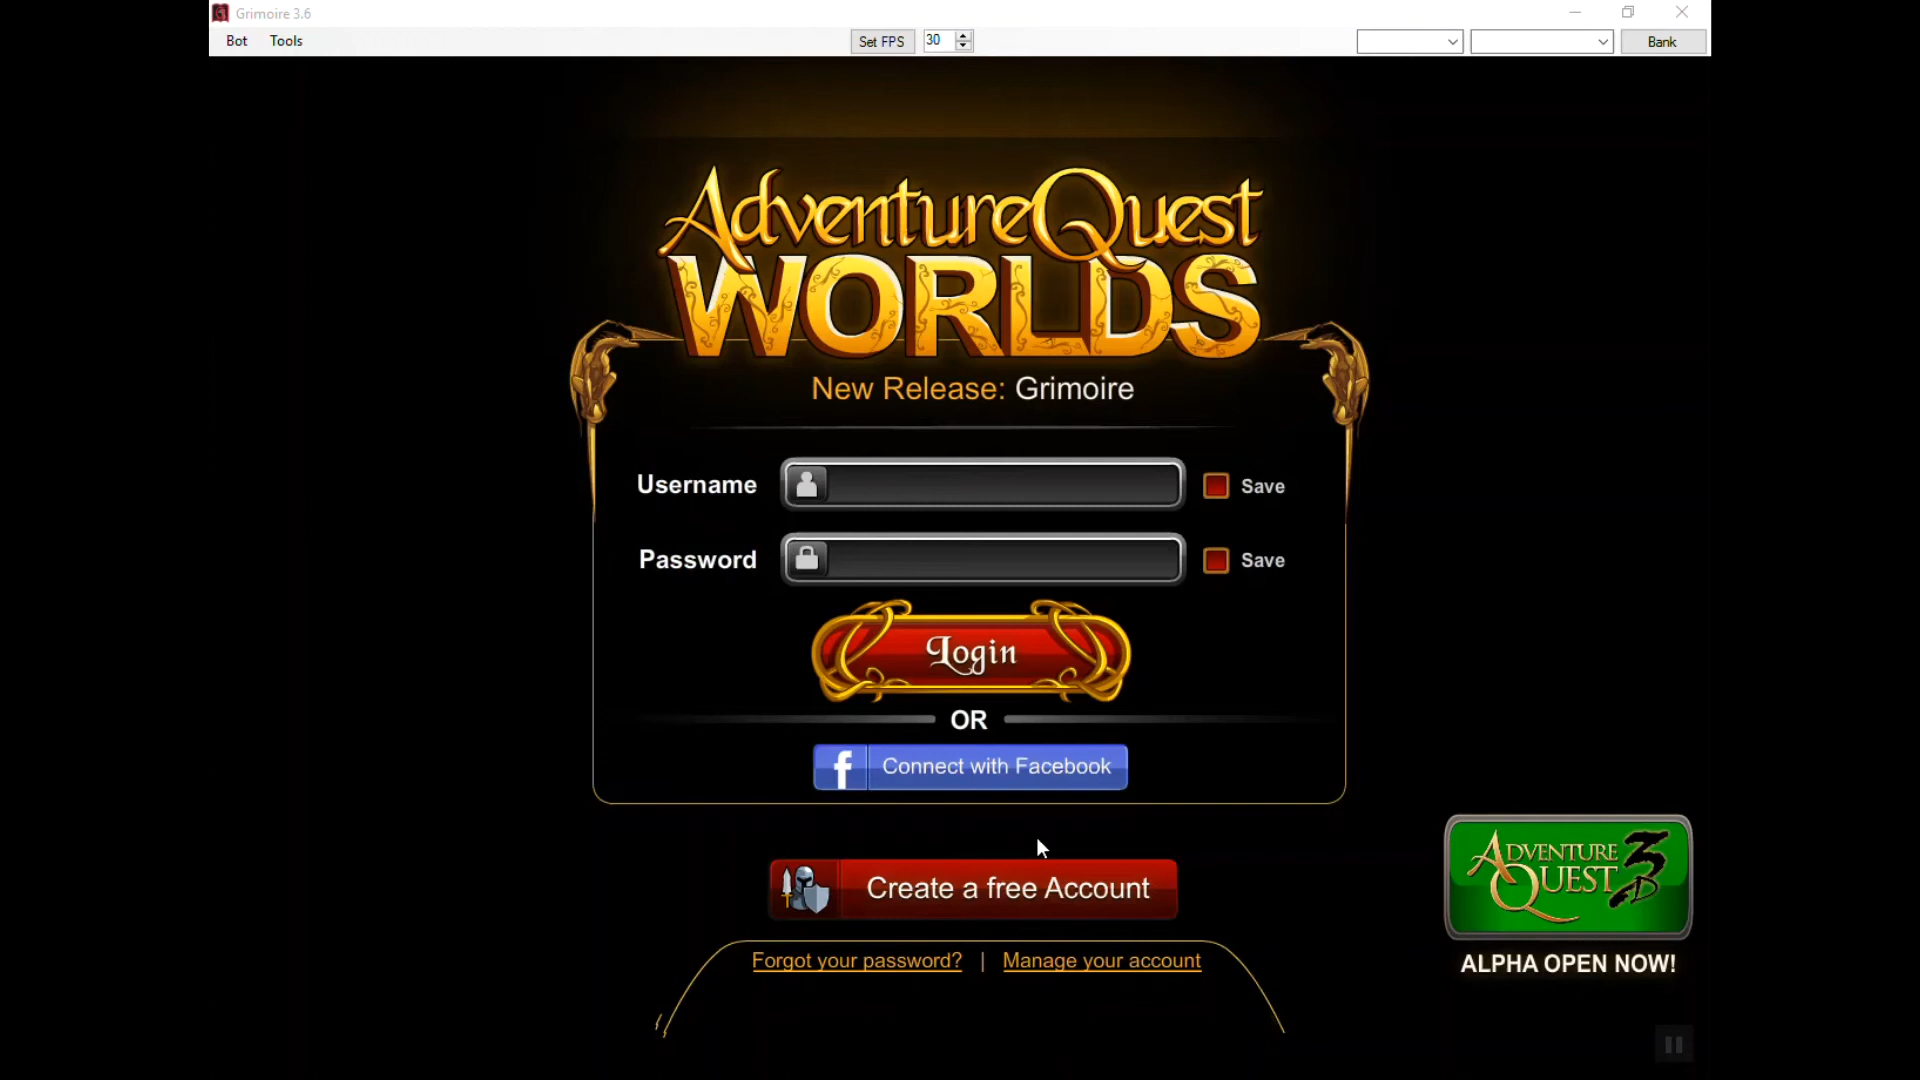 Grimoire 3.6
Bot Tools Set FPS 30 Bank
AdventureQuest
WORLDS
New Release: Grimoire
Username Save
Password Save
Login
OR
f Connect with Facebook
Create a free Account
Forgot your password? | Manage your account
ADVENTURE
QUEST 3D
ALPHA OPEN NOW!